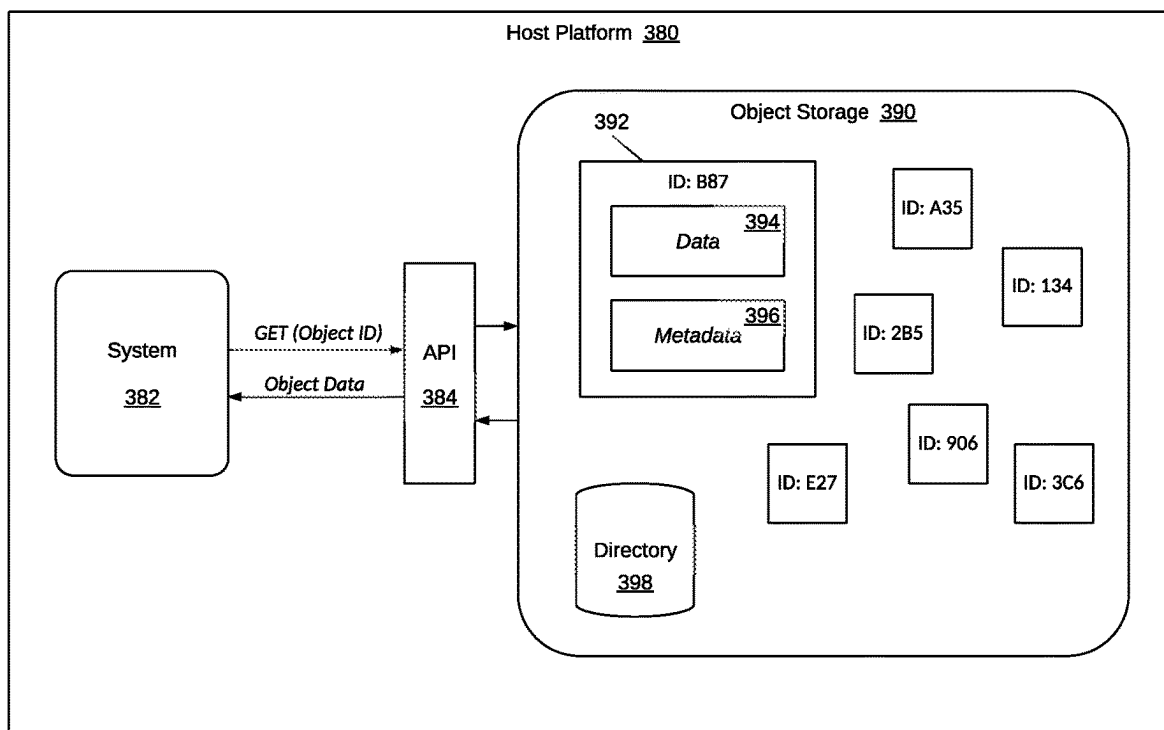 Host Platform 380
Object Storage 390
392
ID: B87
394
Data
396
Metadata
ID: A35
ID: 134
ID: 2B5
ID: 906
ID: E27
ID: 3C6
Directory
398
System
382
GET (Object ID)
Object Data
API
384